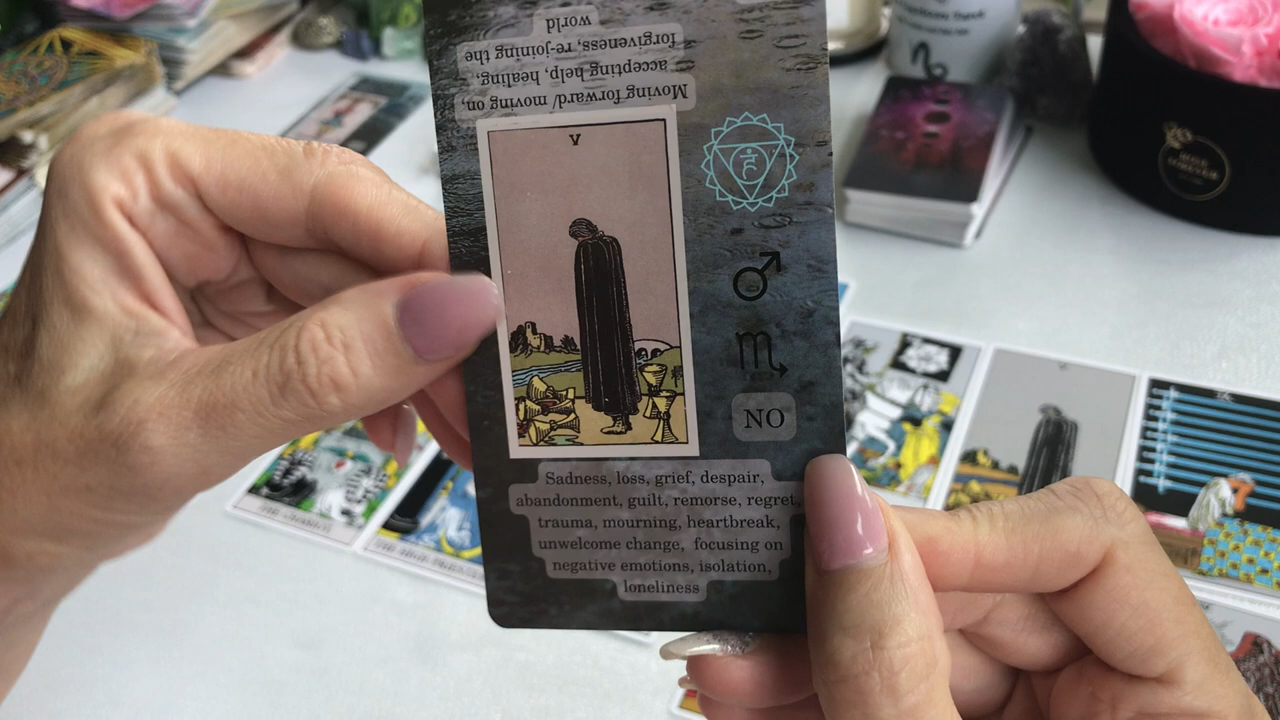 Moving forward/ moving on,
accepting help, healing,
forgiveness, re-joining the
world
V
NO
Sadness, loss, grief, despair,
abandonment, guilt, remorse, regret,
trauma, mourning, heartbreak,
unwelcome change, focusing on
negative emotions, isolation,
loneliness